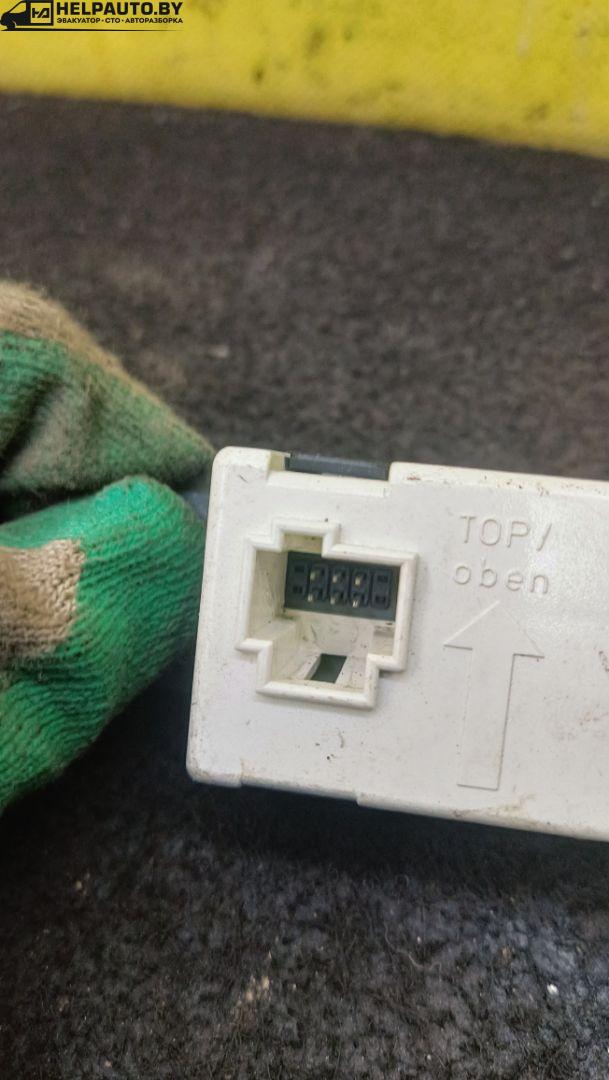 HELPAUTO.BY
ЭВАКУАТОР · СТО · АВТОРАЗБОРКА
TOP/
oben